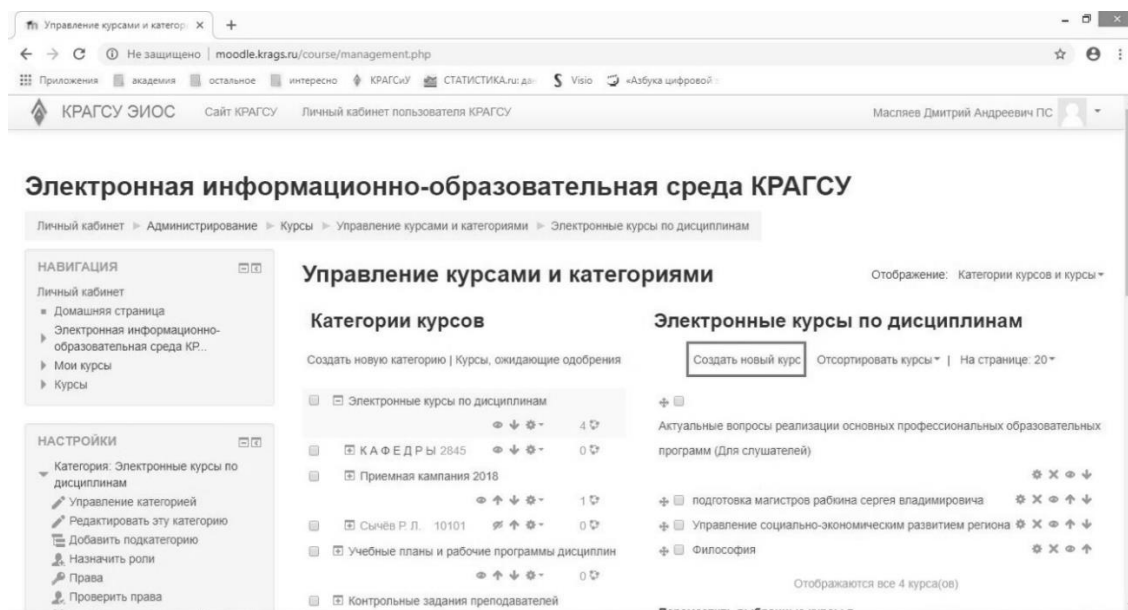 Управление курсами и категор
Не защищено | moodle.krags.ru/course/management.php
Приложения академия остальное интересно КРАГСиУ СТАТИСТИКА.ru: да Visio «Азбука цифровой
КРАГСУ ЭИОС Сайт КРАГСУ Личный кабинет пользователя КРАГСУ Масляев Дмитрий Андреевич ПС
Электронная информационно-образовательная среда КРАГСУ
Личный кабинет Администрирование Курсы Управление курсами и категориями Электронные курсы по дисциплинам
НАВИГАЦИЯ
Личный кабинет
Домашняя страница
Электронная информационно-
образовательная среда КР...
Мои курсы
Курсы
НАСТРОЙКИ
Категория: Электронные курсы по
дисциплинам
Управление категорией
Редактировать эту категорию
Добавить подкатегорию
Назначить роли
Права
Проверить права
Управление курсами и категориями
Отображение: Категории курсов и курсы
Категории курсов
Создать новую категорию | Курсы, ожидающие одобрения
Электронные курсы по дисциплинам
4
К А Ф Е Д Р Ы 2845 0
Приемная кампания 2018
1
Сычёв Р. Л. 10101 0
Учебные планы и рабочие программы дисциплин
0
Контрольные задания преподавателей
Электронные курсы по дисциплинам
Создать новый курс Отсортировать курсы | На странице: 20
Актуальные вопросы реализации основных профессиональных образовательных
программ (Для слушателей)
подготовка магистров рабкина сергея владимировича
Управление социально-экономическим развитием региона
Философия
Отображаются все 4 курса(ов)